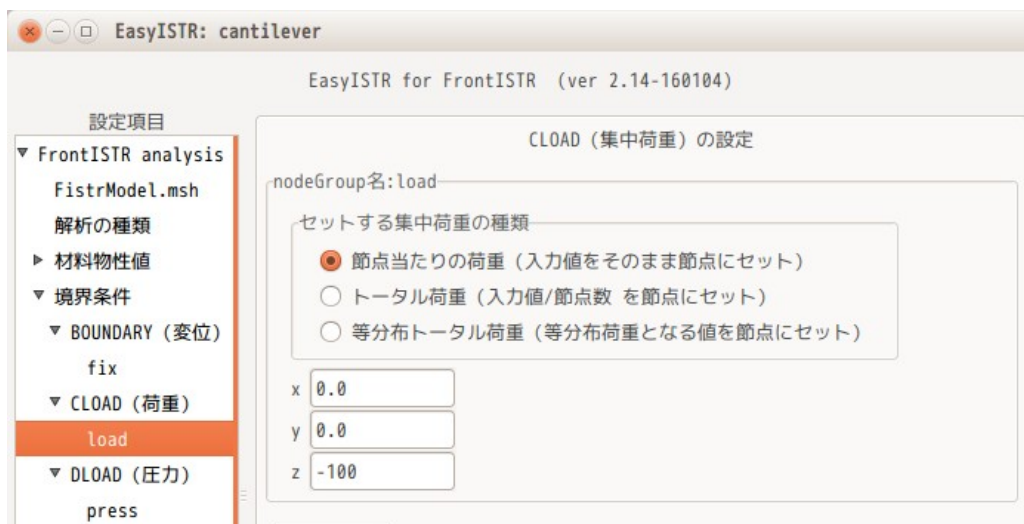 EasyISTR: cantilever
EasyISTR for FrontISTR (ver 2.14-160104)
設定項目
FrontISTR analysis
FistrModel.msh
解析の種類
材料物性値
境界条件
BOUNDARY (変位)
fix
CLOAD (荷重)
load
DLOAD (圧力)
press
CLOAD (集中荷重) の設定
nodeGroup名:load
セットする集中荷重の種類
節点当たりの荷重 (入力値をそのまま節点にセット)
トータル荷重 (入力値/節点数 を節点にセット)
等分布トータル荷重 (等分布荷重となる値を節点にセット)
x 0.0
y 0.0
z -100